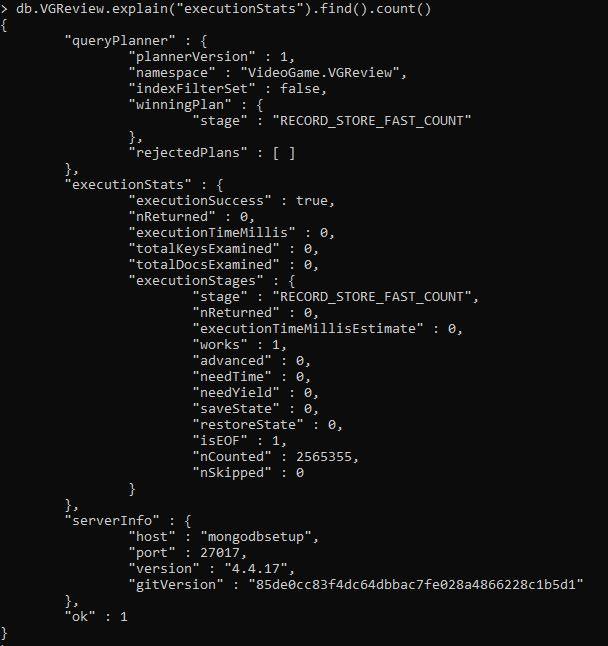 > db.VGReview.explain("executionStats").find().count()
{
"queryPlanner" : {
"plannerVersion" : 1,
"namespace" : "VideoGame.VGReview",
"indexFilterSet" : false,
"winningPlan" : {
"stage" : "RECORD_STORE_FAST_COUNT"
},
"rejectedPlans" : [ ]
},
"executionStats" : {
"executionSuccess" : true,
"nReturned" : 0,
"executionTimeMillis" : 0,
"totalKeysExamined" : 0,
"totalDocsExamined" : 0,
"executionStages" : {
"stage" : "RECORD_STORE_FAST_COUNT",
"nReturned" : 0,
"executionTimeMillisEstimate" : 0,
"works" : 1,
"advanced" : 0,
"needTime" : 0,
"needYield" : 0,
"saveState" : 0,
"restoreState" : 0,
"isEOF" : 1,
"nCounted" : 2565355,
"nSkipped" : 0
}
},
"serverInfo" : {
"host" : "mongodbsetup",
"port" : 27017,
"version" : "4.4.17",
"gitVersion" : "85de0cc83f4dc64dbbac7fe028a4866228c1b5d1"
},
"ok" : 1
}